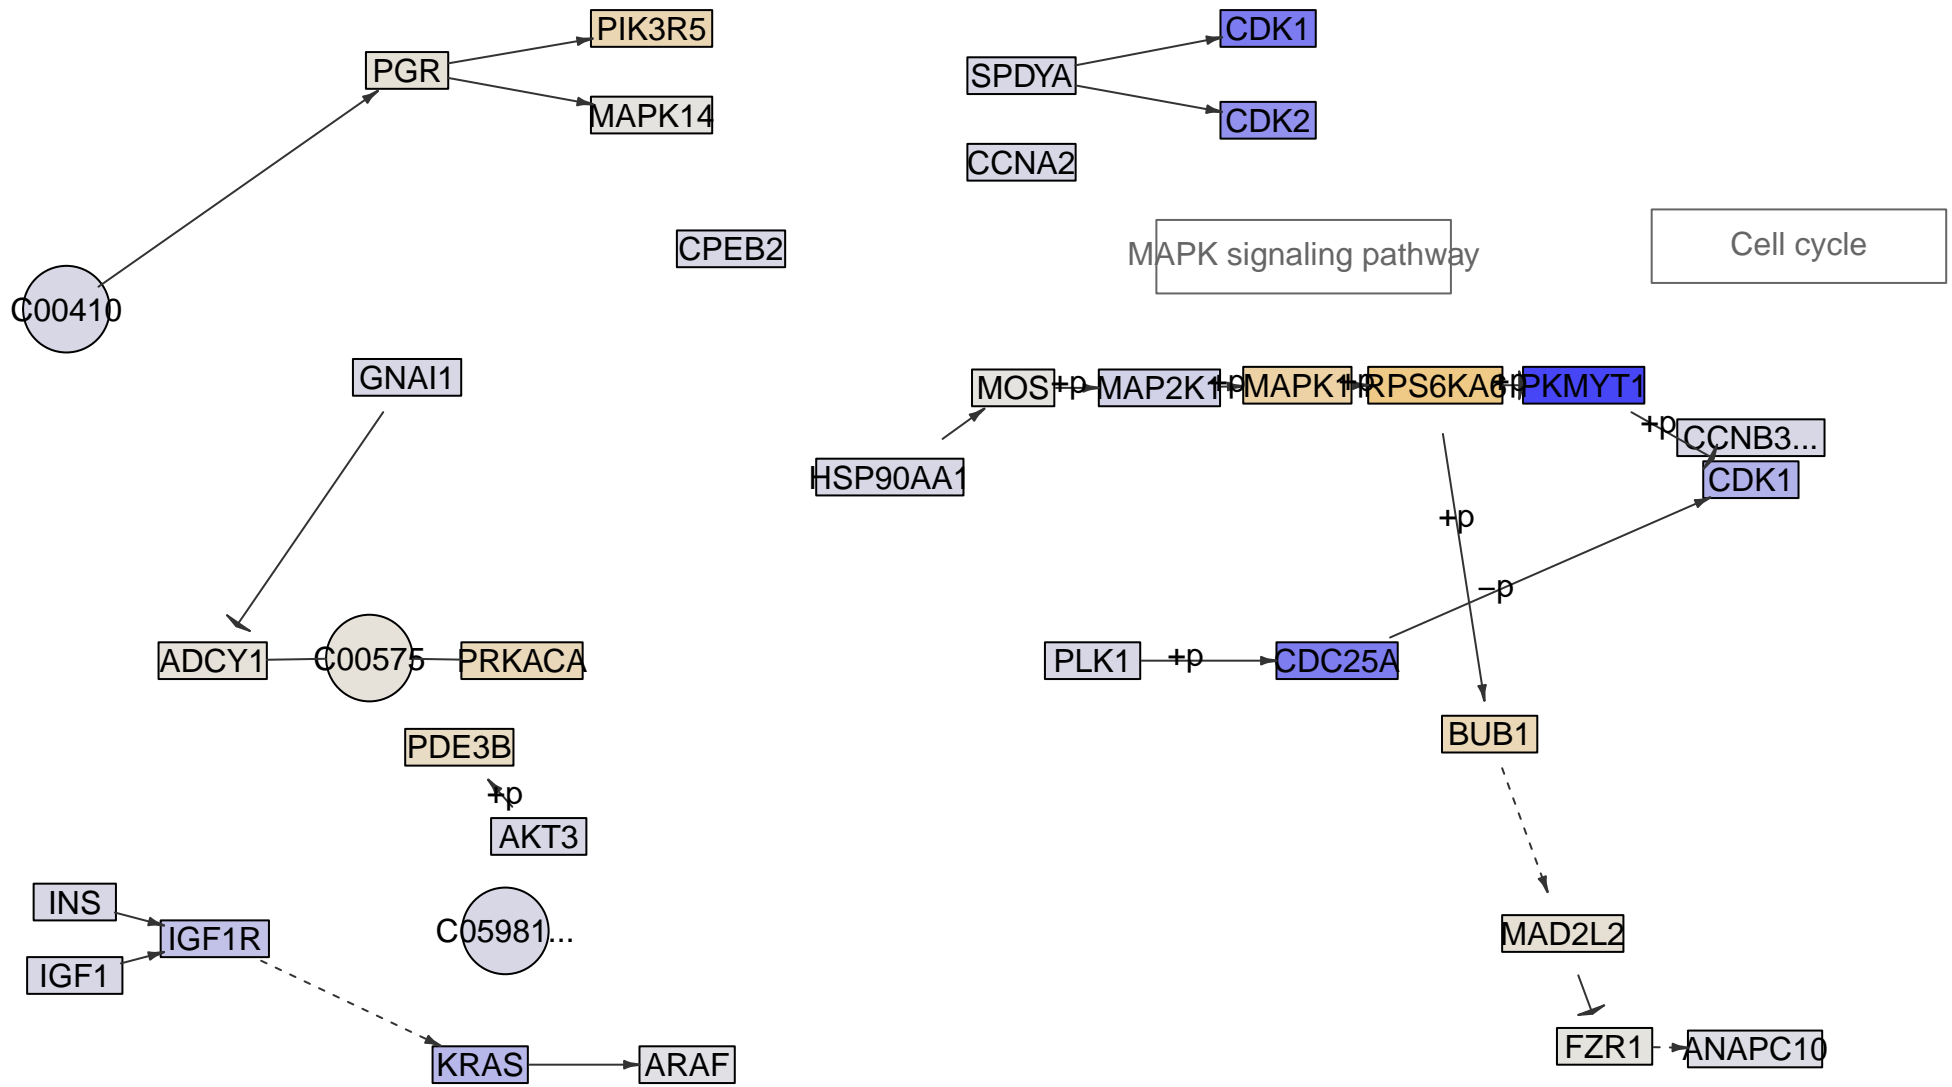 PIK3R5
CDK1
PGR
SPDYA
MAPK14
CDK2
CCNA2
CPEB2
MAPK signaling pathway
Cell cycle
C00410
GNAI1
MOS
+p
MAP2K1
+p
MAPK1
+p
RPS6KA6
+p
PKMYT1
+p
CCNB3...
HSP90AA1
CDK1
+p
−p
ADCY1
C00575
PRKACA
PLK1
+p
CDC25A
BUB1
PDE3B
+p
AKT3
INS
IGF1R
C05981...
MAD2L2
IGF1
FZR1
ANAPC10
KRAS
ARAF